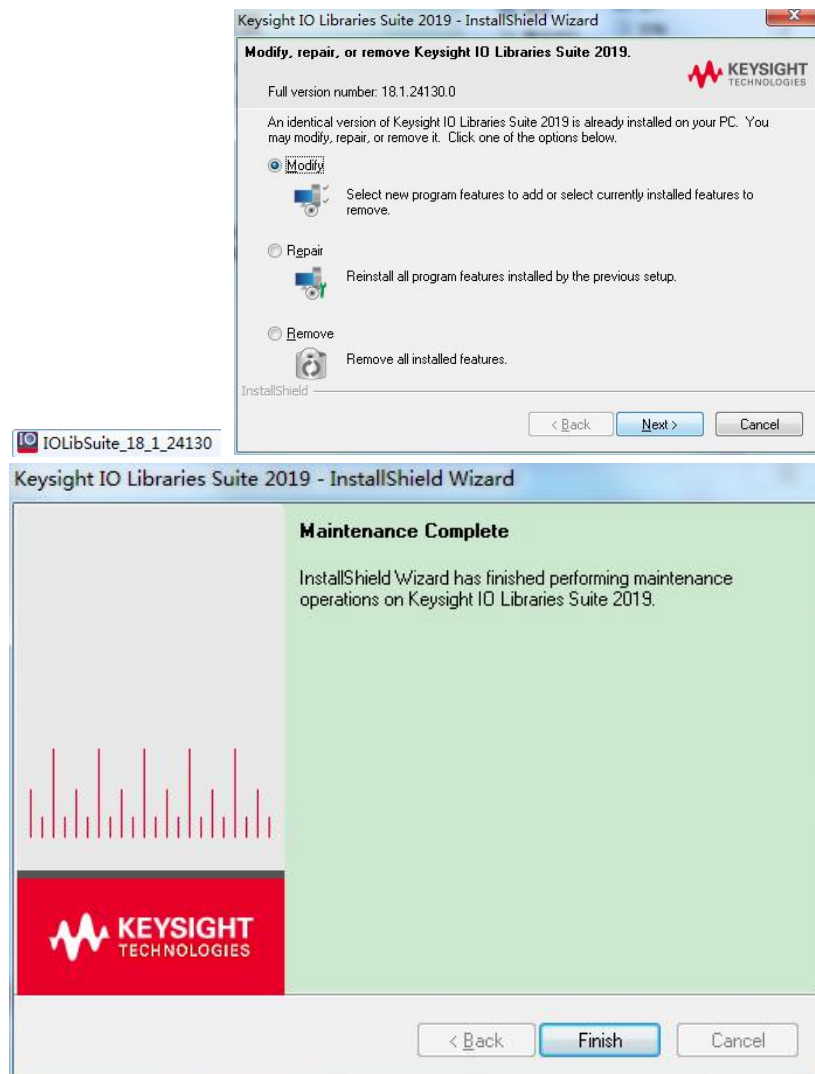 Keysight IO Libraries Suite 2019 - InstallShield Wizard
Modify, repair, or remove Keysight IO Libraries Suite 2019.
KEYSIGHT
TECHNOLOGIES
Full version number: 18.1.24130.0
An identical version of Keysight IO Libraries Suite 2019 is already installed on your PC. You
may modify, repair, or remove it. Click one of the options below.
Modify
Select new program features to add or select currently installed features to
remove.
Repair
Reinstall all program features installed by the previous setup.
Remove
Remove all installed features.
InstallShield
< Back
Next >
Cancel
IO
IOLibSuite_18_1_24130
Keysight IO Libraries Suite 2019 - InstallShield Wizard
Maintenance Complete
InstallShield Wizard has finished performing maintenance
operations on Keysight IO Libraries Suite 2019.
KEYSIGHT
TECHNOLOGIES
< Back
Finish
Cancel